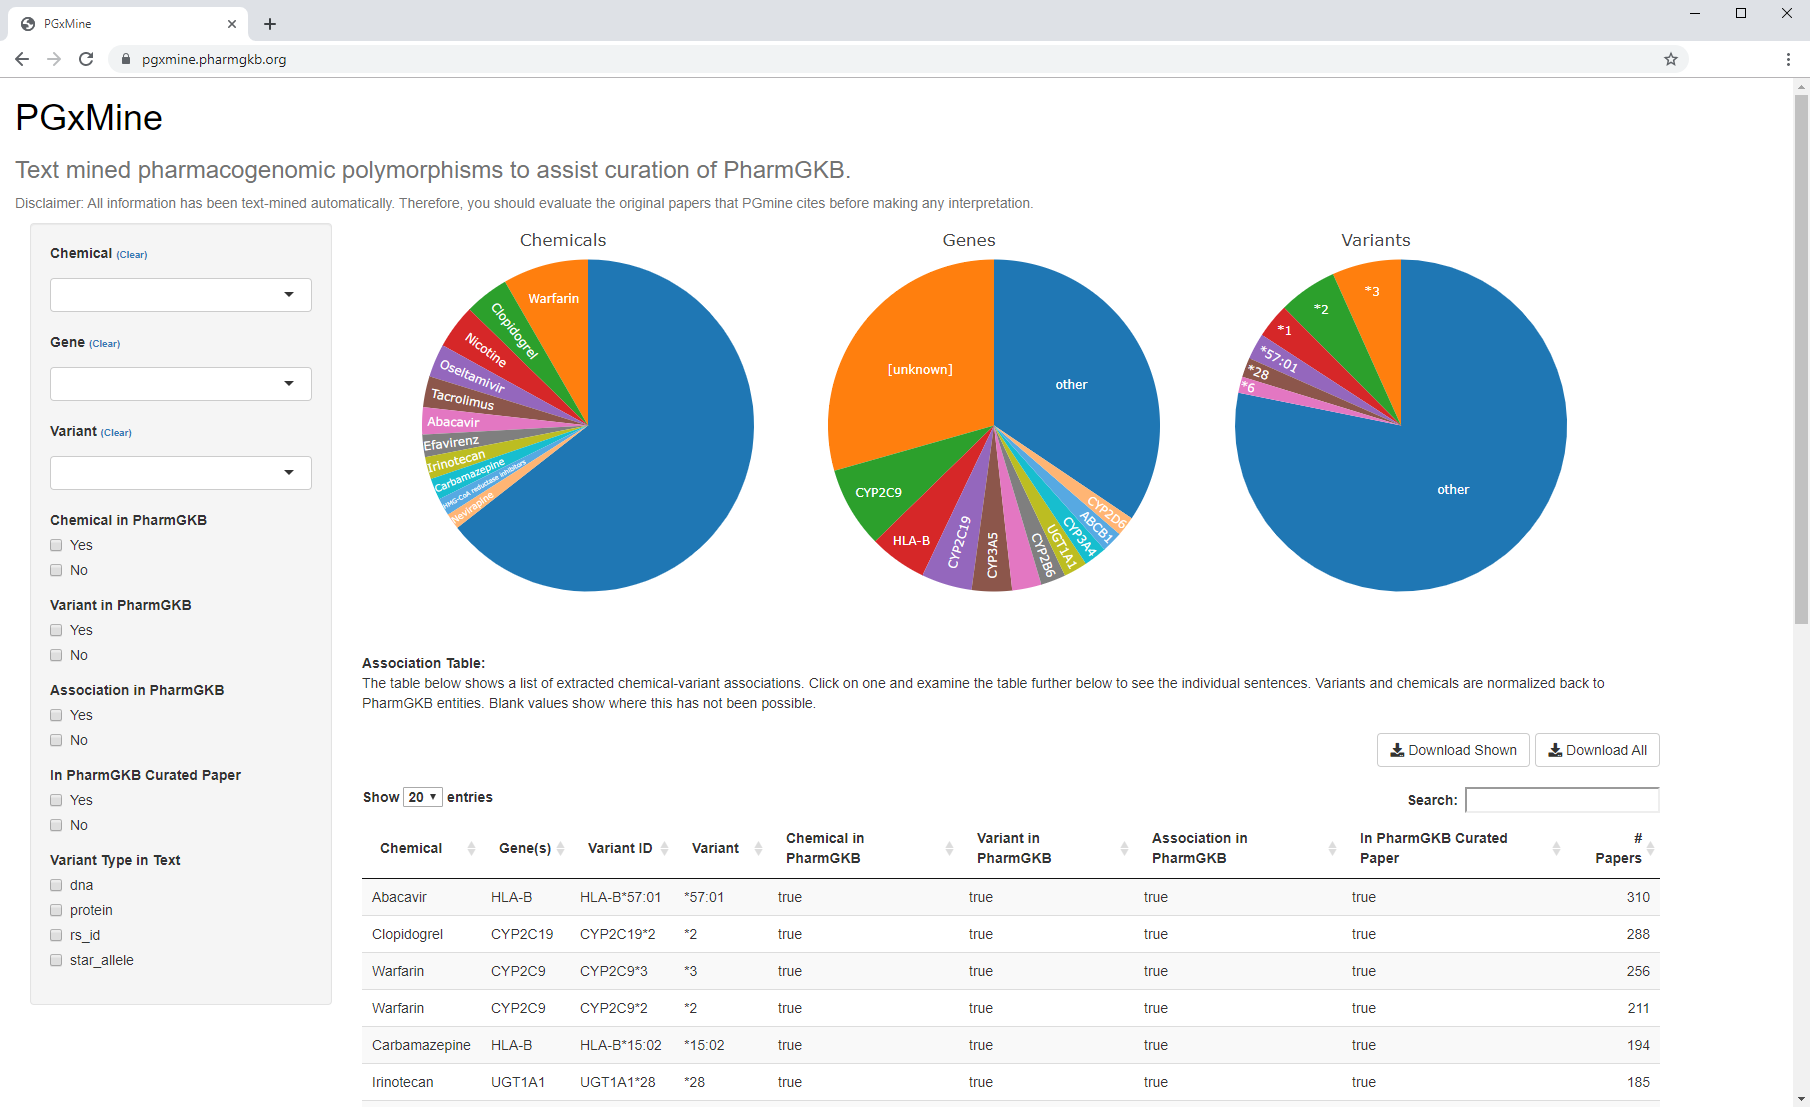 PGxMine
pgxmine.pharmgkb.org
PGxMine
Text mined pharmacogenomic polymorphisms to assist curation of PharmGKB.
Disclaimer: All information has been text-mined automatically. Therefore, you should evaluate the original papers that PGmine cites before making any interpretation.
Chemical (Clear)
Gene (Clear)
Variant (Clear)
Chemical in PharmGKB
Yes
No
Variant in PharmGKB
Yes
No
Association in PharmGKB
Yes
No
In PharmGKB Curated Paper
Yes
No
Variant Type in Text
dna
protein
rs_id
star_allele
Chemicals
Warfarin
Clopidogrel
Nicotine
Oseltamivir
Tacrolimus
Abacavir
Efavirenz
Irinotecan
Carbamazepine
HMG-CoA reductase inhibitors
Nevirapine
Genes
other
[unknown]
CYP2C9
HLA-B
CYP2C19
CYP3A5
CYP2B6
UGT1A1
CYP3A4
ABCB1
CYP2D6
Variants
*3
*2
*1
*57:01
*28
*6
other
Association Table:
The table below shows a list of extracted chemical-variant associations. Click on one and examine the table further below to see the individual sentences. Variants and chemicals are normalized back to
PharmGKB entities. Blank values show where this has not been possible.
Download Shown Download All
Show 20 entries Search:
Chemical Gene(s) Variant ID Variant Chemical in PharmGKB Variant in PharmGKB Association in PharmGKB In PharmGKB Curated Paper # Papers
Abacavir HLA-B HLA-B*57:01 *57:01 true true true true 310
Clopidogrel CYP2C19 CYP2C19*2 *2 true true true true 288
Warfarin CYP2C9 CYP2C9*3 *3 true true true true 256
Warfarin CYP2C9 CYP2C9*2 *2 true true true true 211
Carbamazepine HLA-B HLA-B*15:02 *15:02 true true true true 194
Irinotecan UGT1A1 UGT1A1*28 *28 true true true true 185